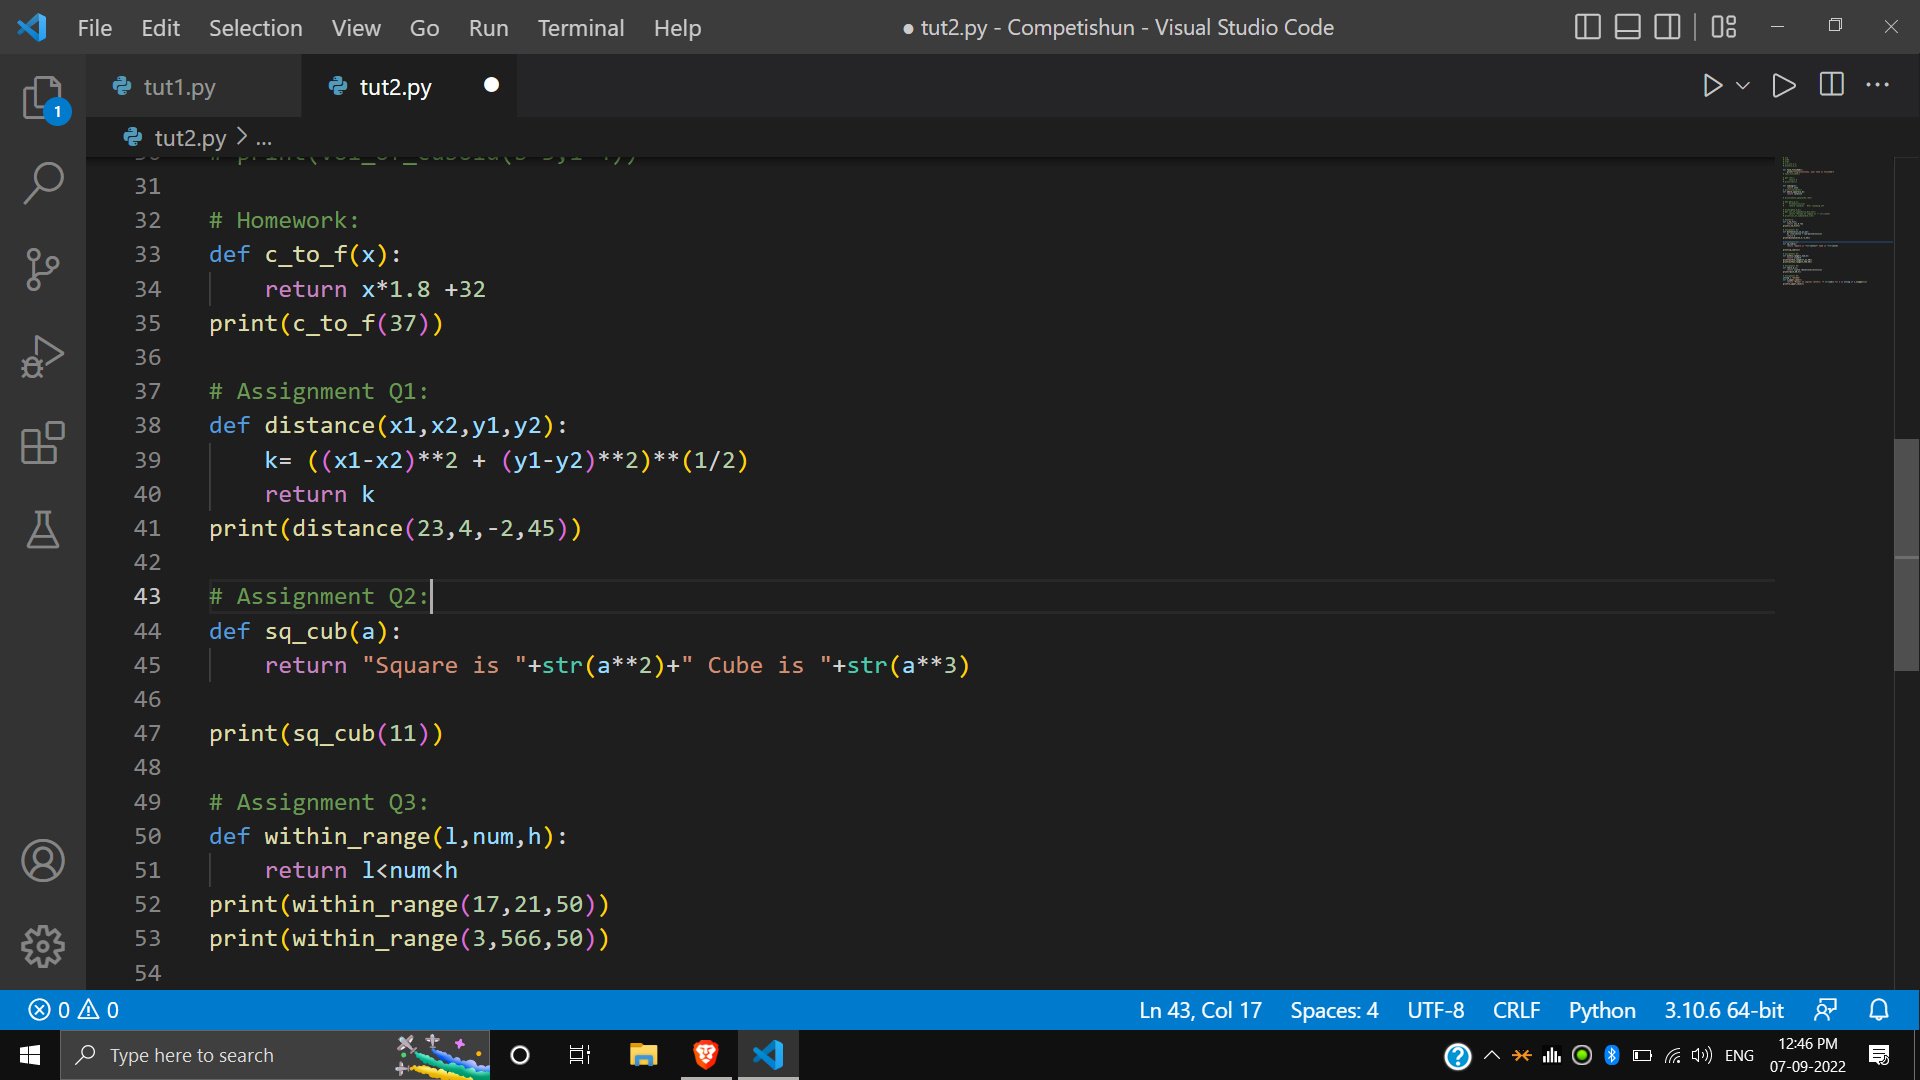 File Edit Selection View Go Run Terminal Help
● tut2.py - Competishun - Visual Studio Code
1
tut1.py
tut2.py
tut2.py > ...
31
32 # Homework:
33 def c_to_f(x):
34 return x*1.8 +32
35 print(c_to_f(37))
36
37 # Assignment Q1:
38 def distance(x1,x2,y1,y2):
39 k= ((x1-x2)**2 + (y1-y2)**2)**(1/2)
40 return k
41 print(distance(23,4,-2,45))
42
43 # Assignment Q2:
44 def sq_cub(a):
45 return "Square is "+str(a**2)+" Cube is "+str(a**3)
46
47 print(sq_cub(11))
48
49 # Assignment Q3:
50 def within_range(l,num,h):
51 return l<num<h
52 print(within_range(17,21,50))
53 print(within_range(3,566,50))
54
0 0
Ln 43, Col 17 Spaces: 4 UTF-8 CRLF Python 3.10.6 64-bit
Type here to search
ENG
12:46 PM
07-09-2022